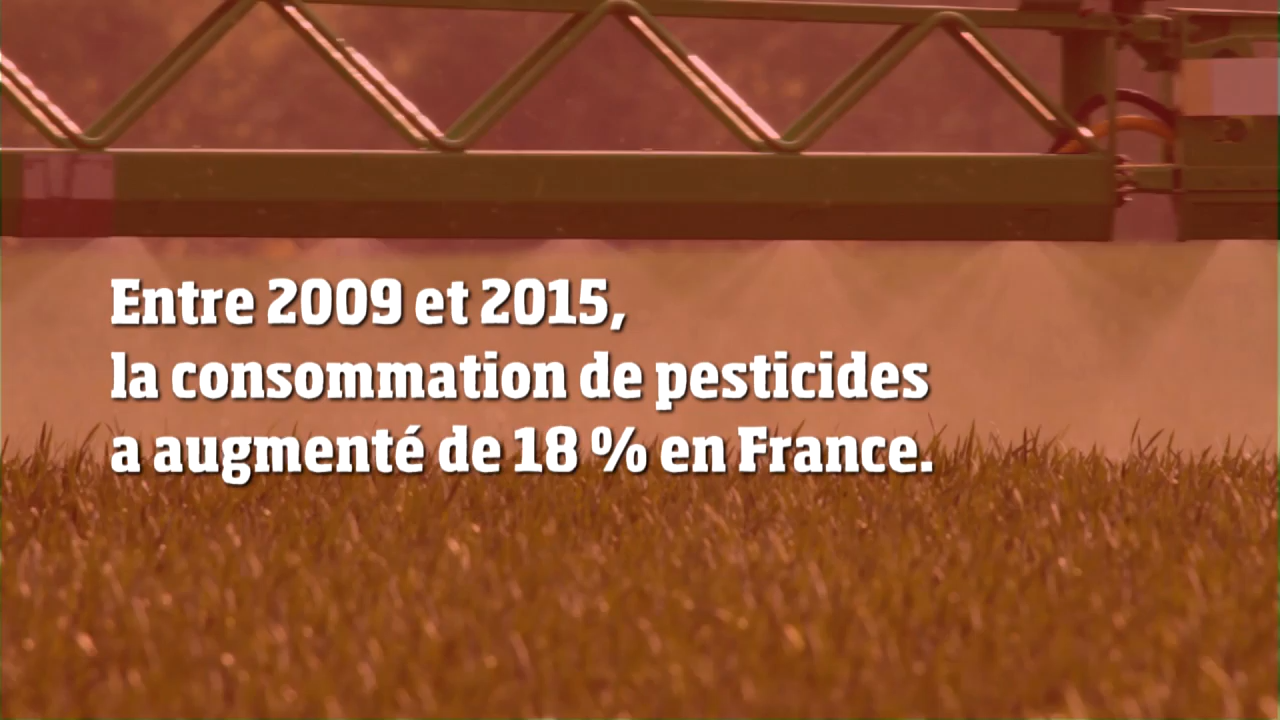 Entre 2009 et 2015,
la consommation de pesticides
a augmenté de 18 % en France.